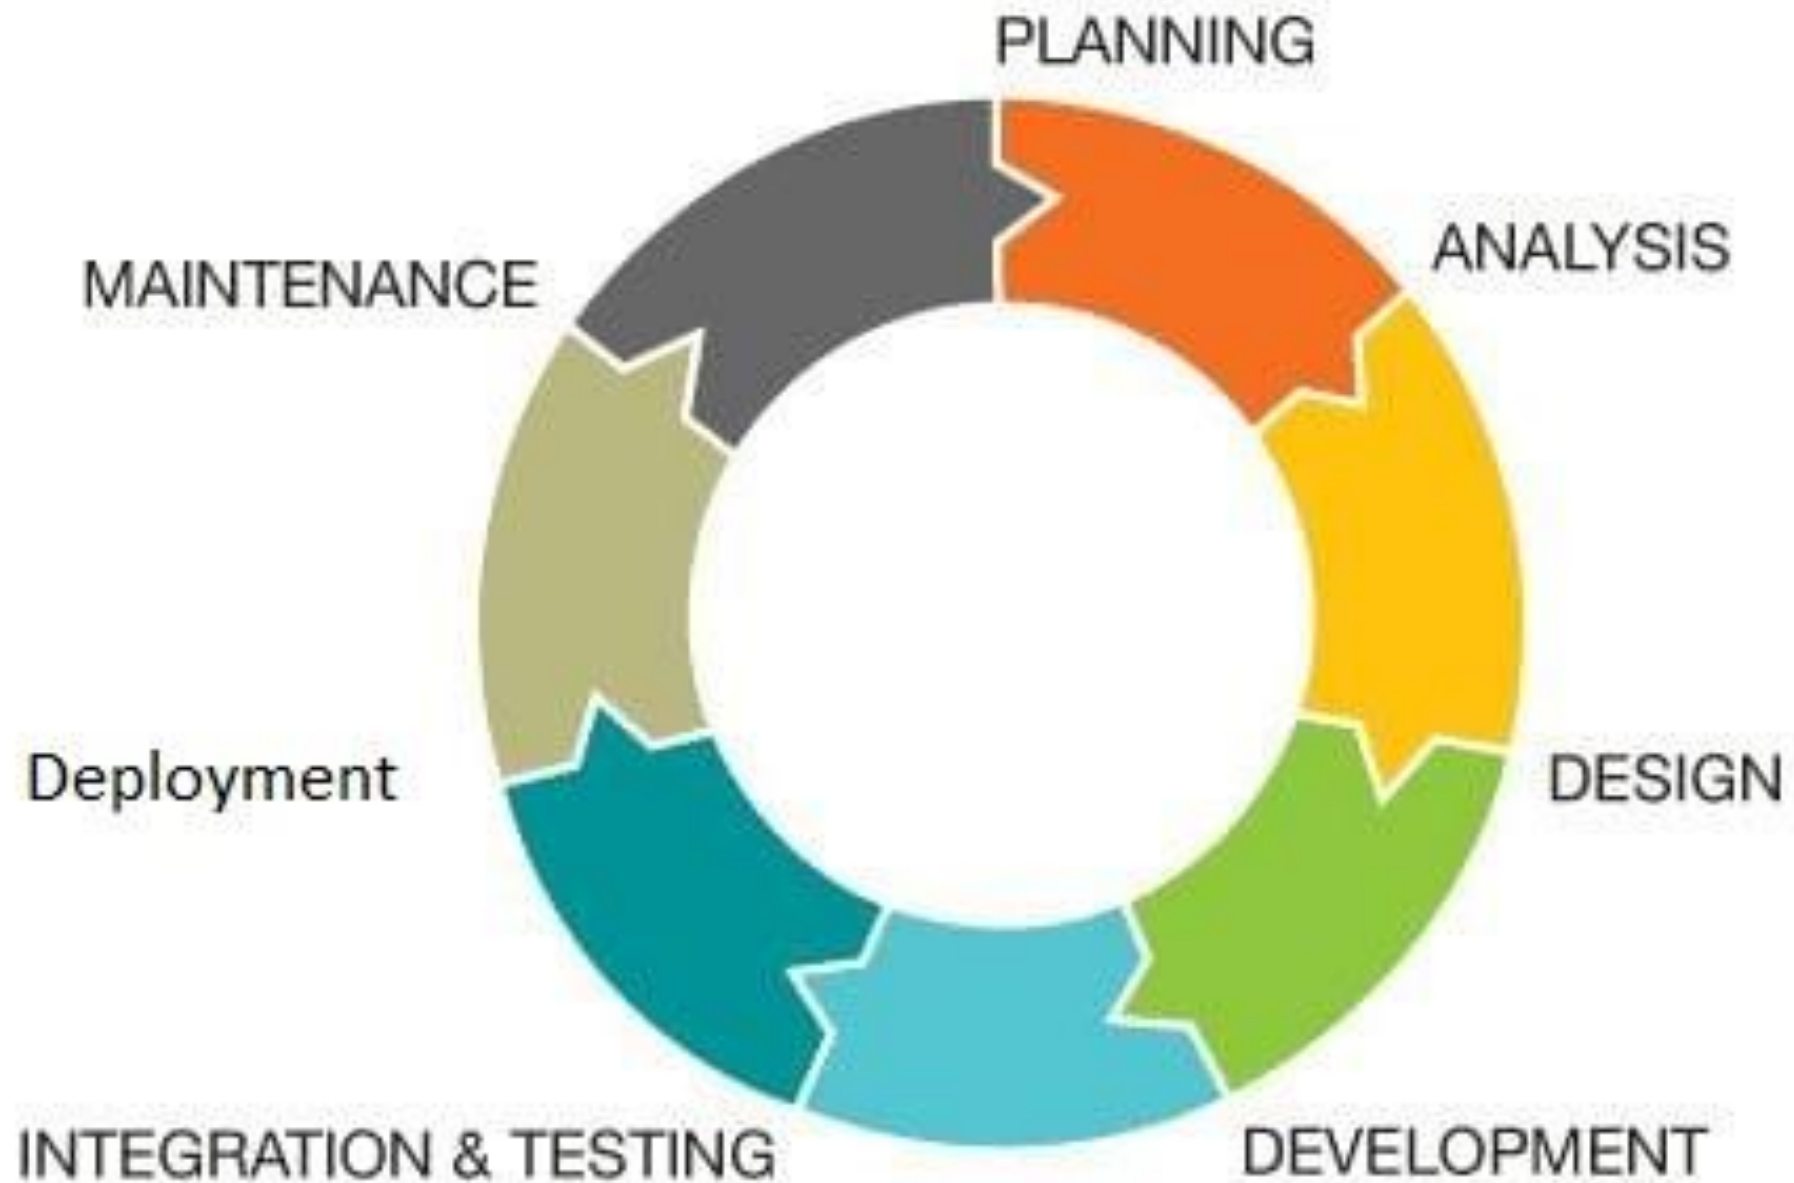 PLANNING
ANALYSIS
MAINTENANCE
Deployment
DESIGN
INTEGRATION & TESTING
DEVELOPMENT